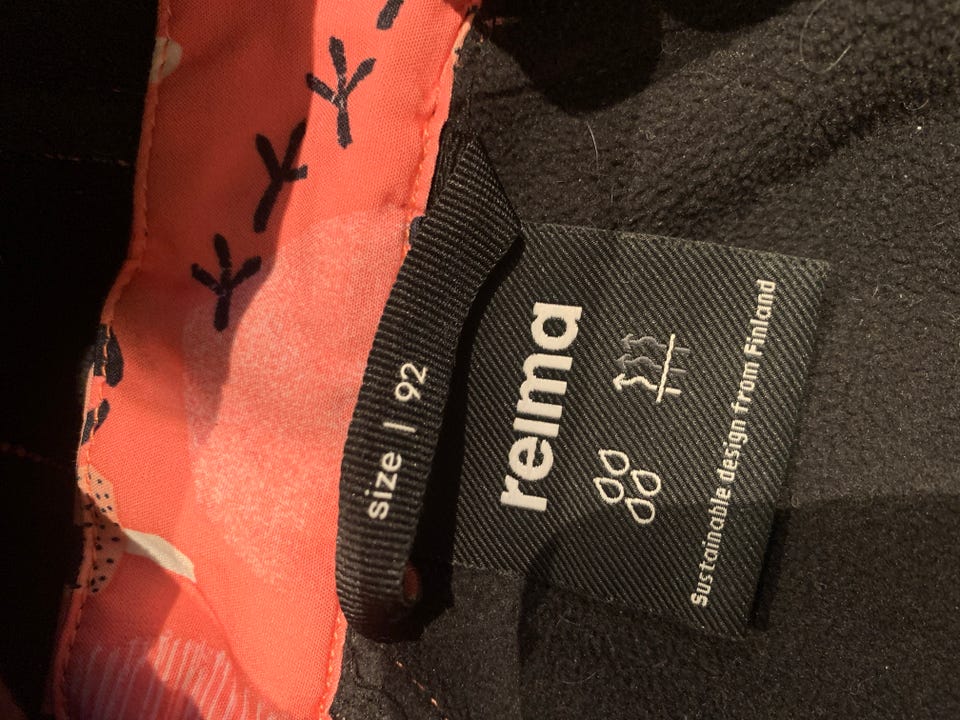 size | 92
reima
Sustainable design from Finland